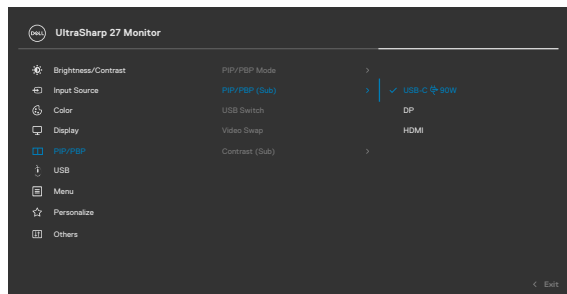 DELL UltraSharp 27 Monitor
Brightness/Contrast PIP/PBP Mode >
Input Source PIP/PBP (Sub) > ✓ USB-C 90W
Color USB Switch DP
Display Video Swap HDMI
PIP/PBP Contrast (Sub) >
USB
Menu
Personalize
Others
< Exit